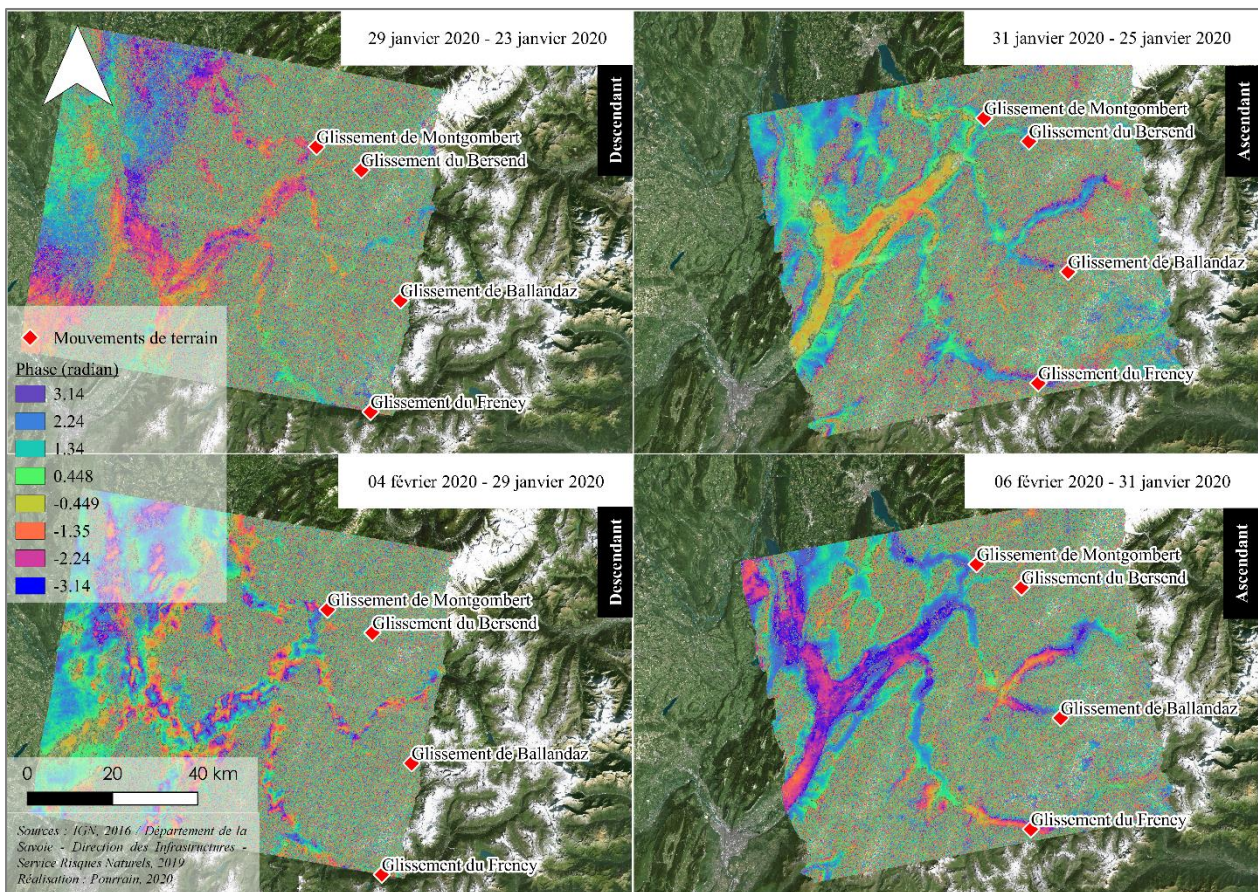 29 janvier 2020 - 23 janvier 2020
Descendant
Glissement de Montgombert
Glissement du Bersend
Glissement de Ballandaz
Glissement du Freney
31 janvier 2020 - 25 janvier 2020
Ascendant
Glissement de Montgombert
Glissement du Bersend
Glissement de Ballandaz
Glissement du Freney
Mouvements de terrain
Phase (radian)
3.14
2.24
1.34
0.448
-0.449
-1.35
-2.24
-3.14
04 février 2020 - 29 janvier 2020
Descendant
Glissement de Montgombert
Glissement du Bersend
Glissement de Ballandaz
Glissement du Freney
06 février 2020 - 31 janvier 2020
Ascendant
Glissement de Montgombert
Glissement du Bersend
Glissement de Ballandaz
Glissement du Freney
0 20 40 km
Sources : IGN, 2016 / Département de la
Savoie - Direction des Infrastructures -
Service Risques Naturels, 2019
Réalisation : Pourrain, 2020